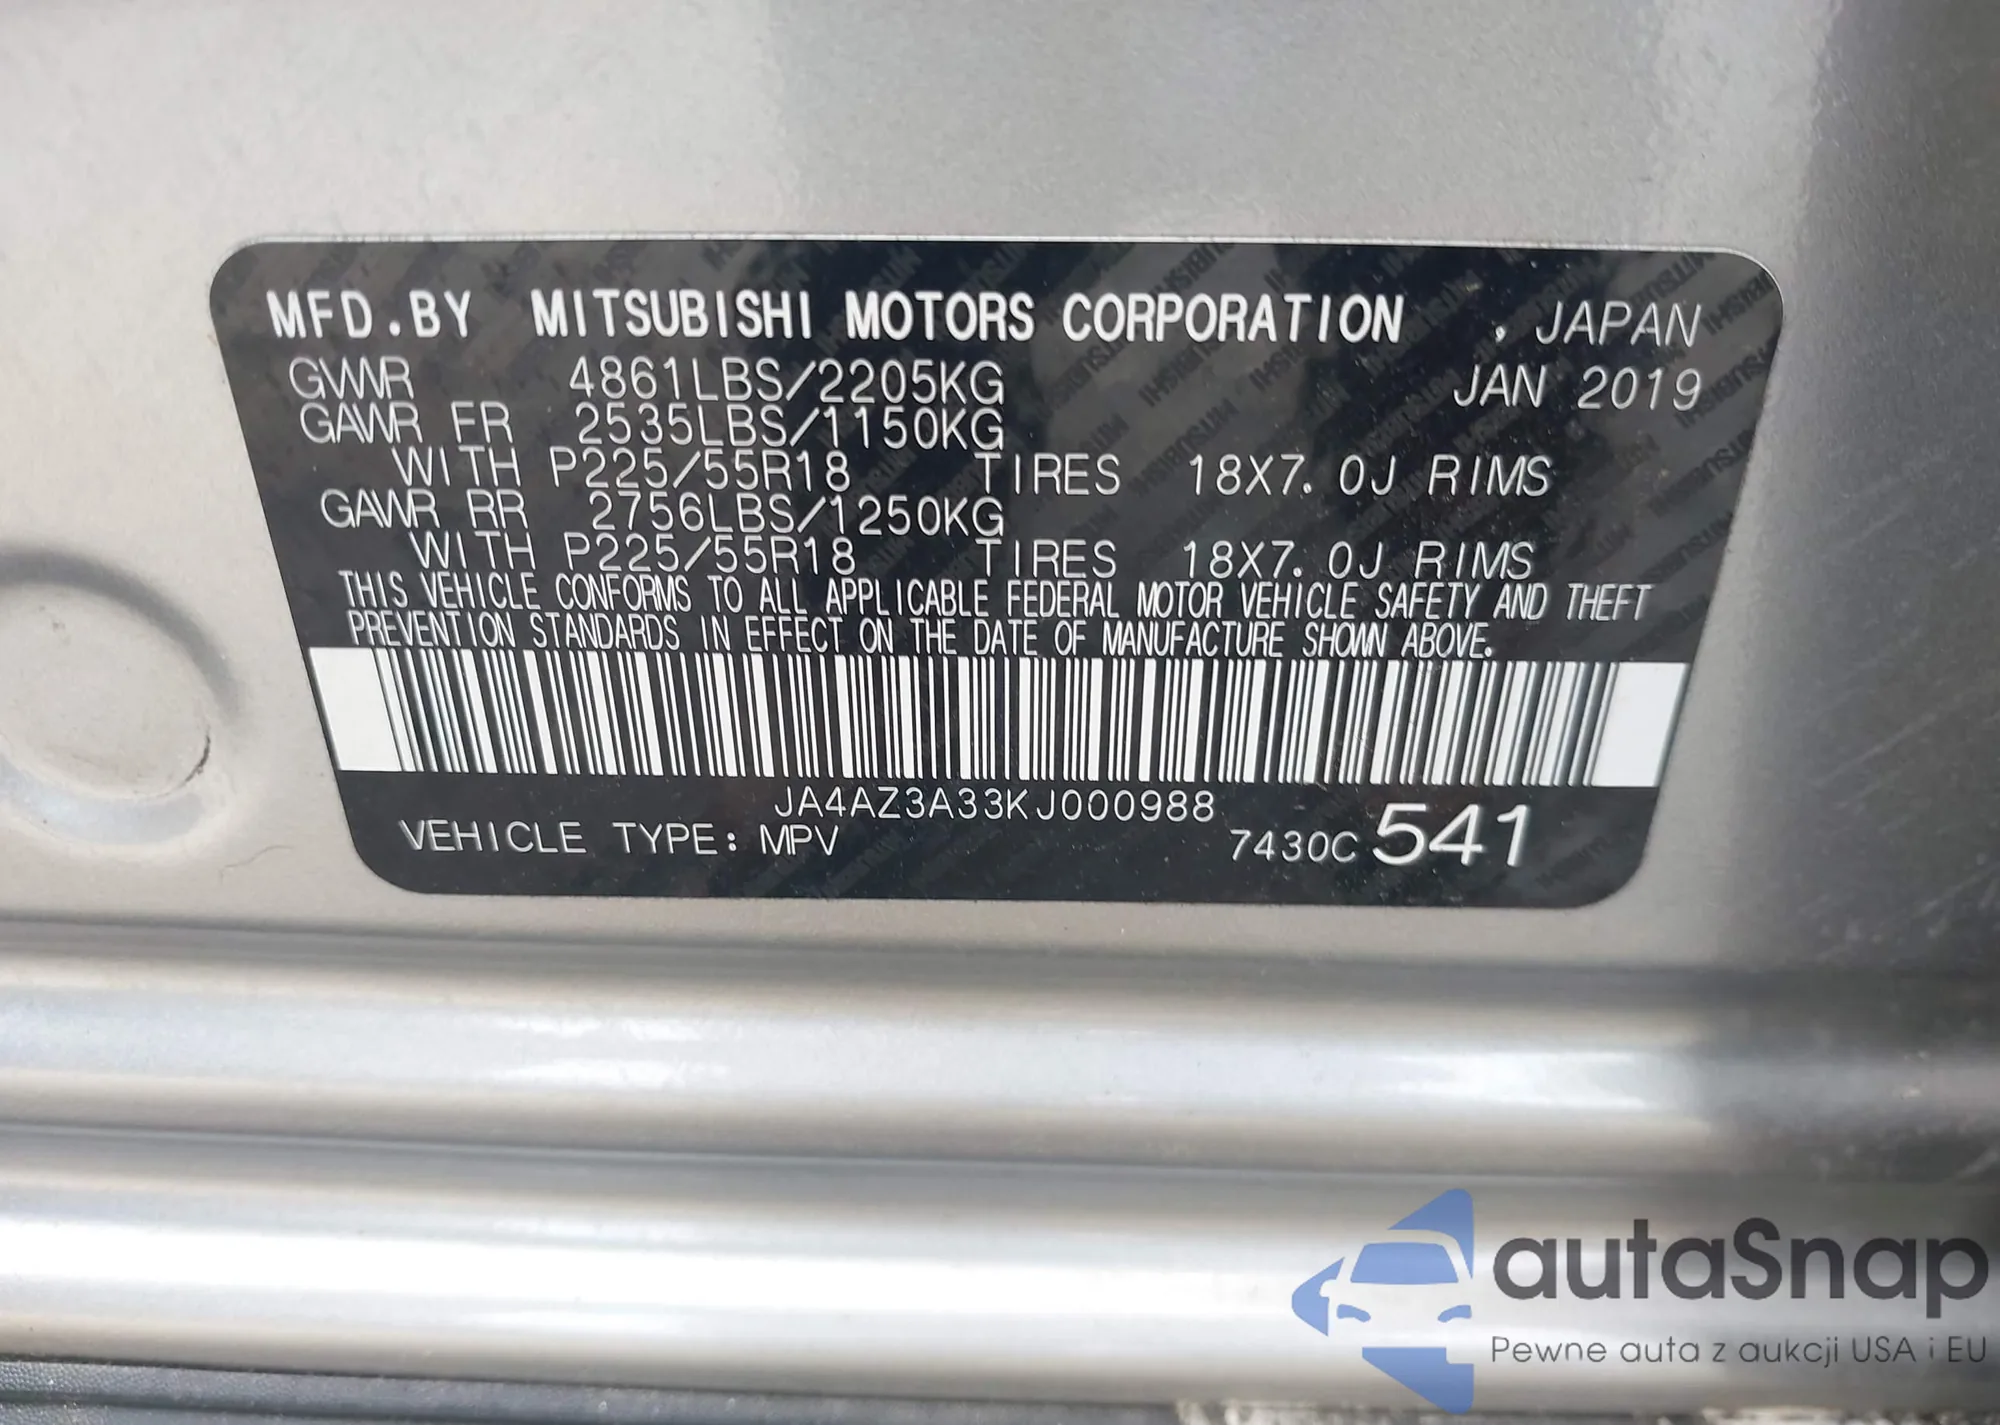 MFD.BY MITSUBISHI MOTORS CORPORATION , JAPAN
GVWR 4861LBS/2205KG JAN 2019
GAWR FR 2535LBS/1150KG
WITH P225/55R18 TIRES 18X7.0J RIMS
GAWR RR 2756LBS/1250KG
WITH P225/55R18 TIRES 18X7.0J RIMS
THIS VEHICLE CONFORMS TO ALL APPLICABLE FEDERAL MOTOR VEHICLE SAFETY AND THEFT
PREVENTION STANDARDS IN EFFECT ON THE DATE OF MANUFACTURE SHOWN ABOVE.
JA4AZ3A33KJ000988
VEHICLE TYPE: MPV 7430C 541
autoSnap
Pewne auta z aukcji USA i EU